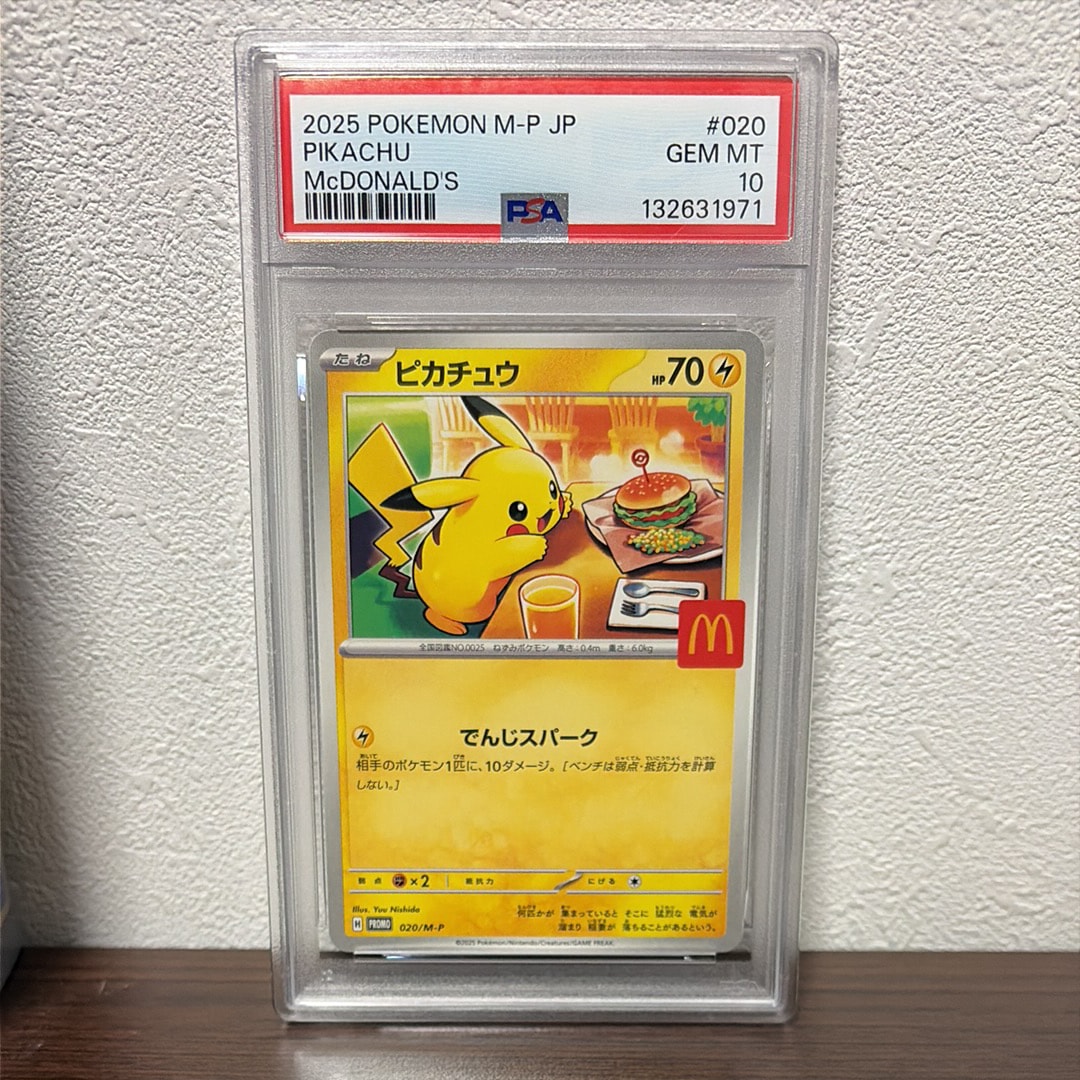 2025 POKEMON M-P JP #020
PIKACHU GEM MT
McDONALD'S 10
PSA 132631971
たね ピカチュウ HP70
全国図鑑NO.0025 ねずみポケモン 高さ:0.4m 重さ:6.0kg
でんじスパーク
相手のポケモン1匹に、10ダメージ。[ベンチは弱点・抵抗力を計算
しない。]
弱点 ×2 抵抗力 にげる
Illus. Yuu Nishida
何匹かが 集まっていると そこに 猛烈な 電気が
溜まり 稲妻が 落ちることがあるという。
H PROMO 020/M-P
©2025 Pokémon/Nintendo/Creatures/GAME FREAK.